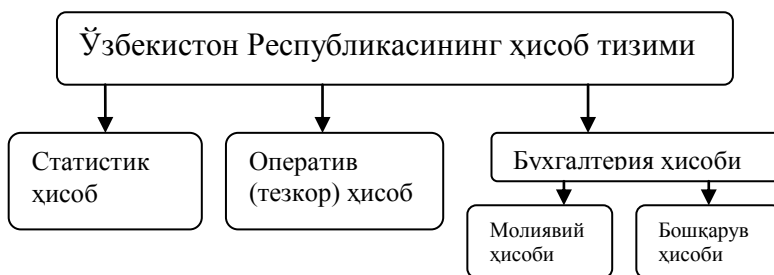 Ўзбекистон Республикасининг ҳисоб тизими
Статистик
ҳисоб
Оператив
(тезкор) ҳисоб
Бухгалтерия ҳисоби
Молиявий
ҳисоби
Бошқарув
ҳисоби